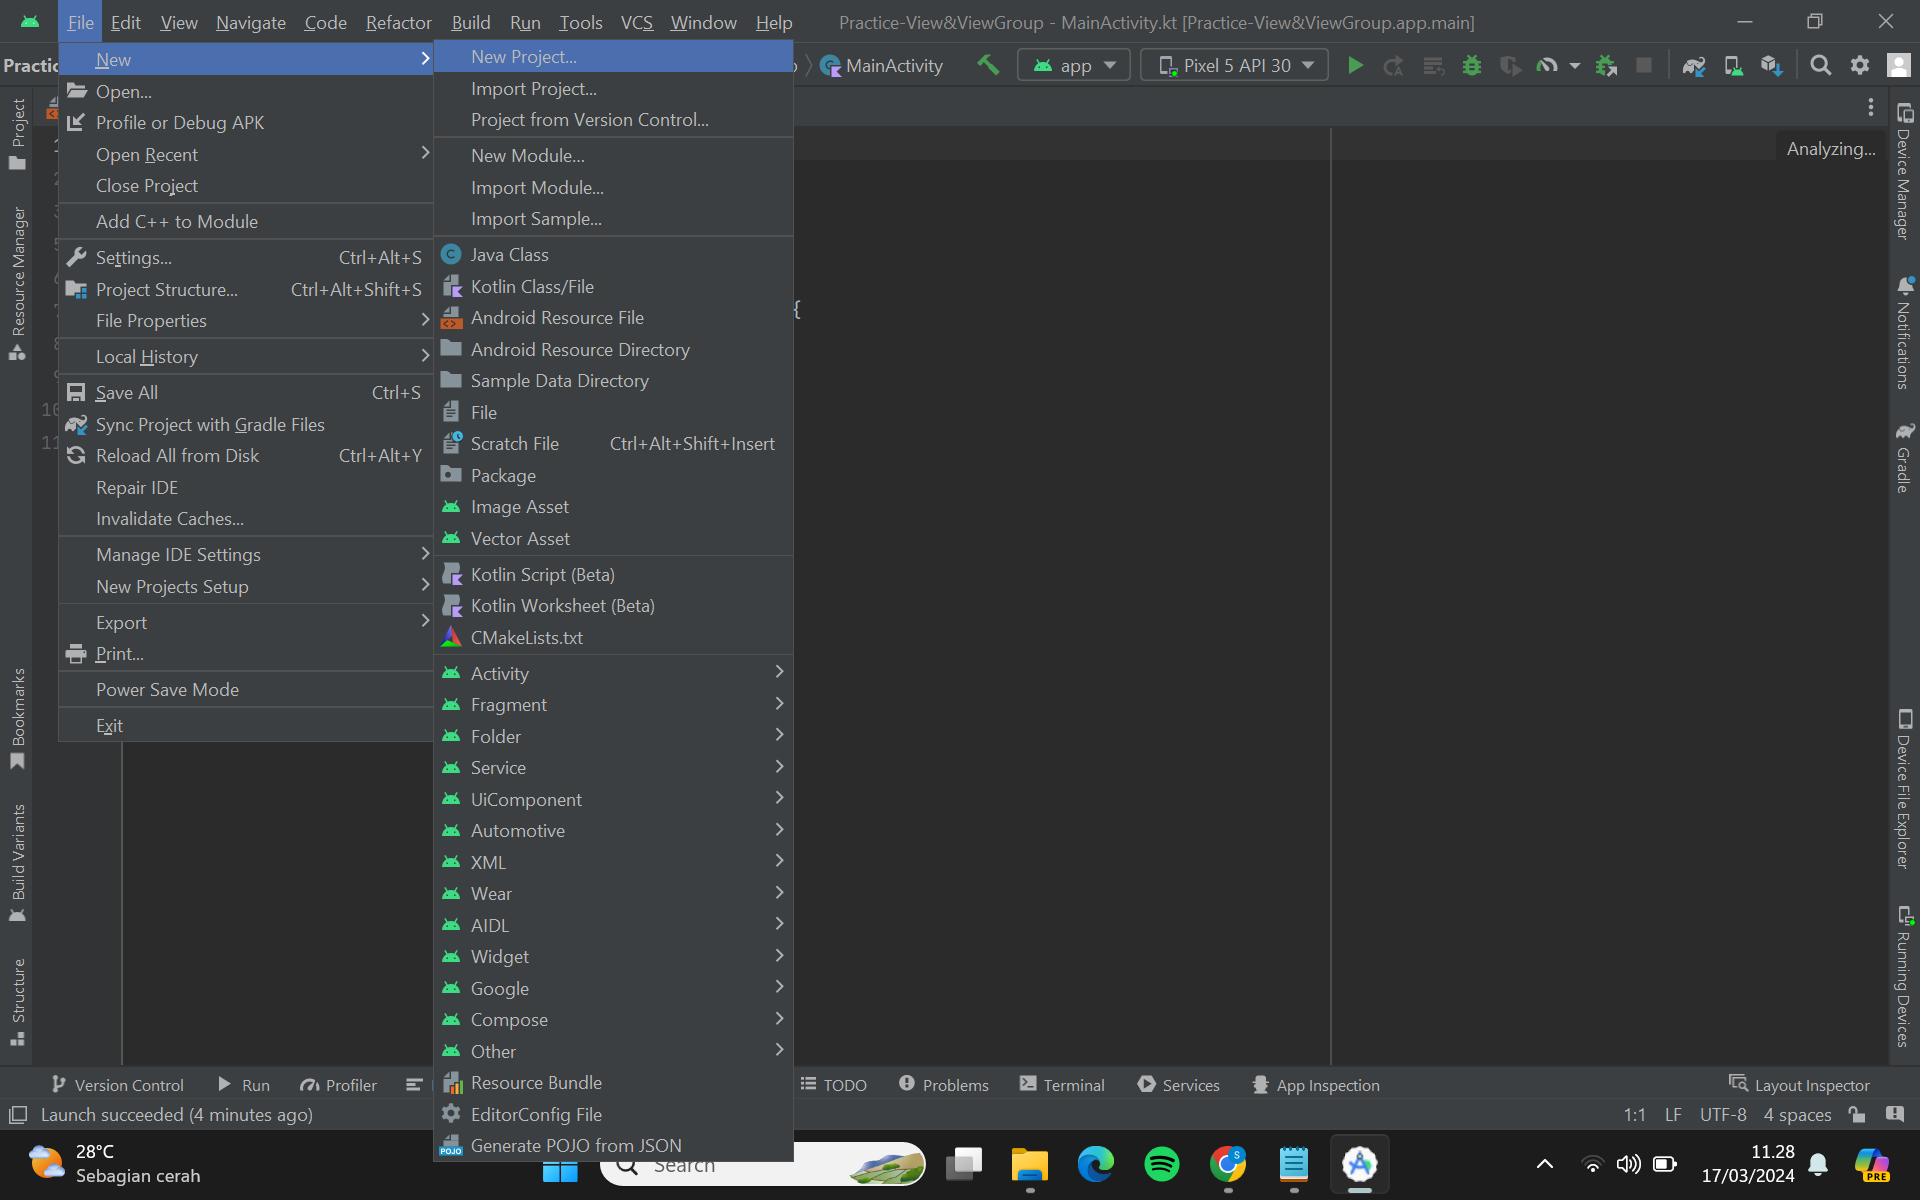 File Edit View Navigate Code Refactor Build Run Tools VCS Window Help Practice-View&ViewGroup - MainActivity.kt [Practice-View&ViewGroup.app.main]
MainActivity app Pixel 5 API 30
New
Open...
Profile or Debug APK
Open Recent
Close Project
Add C++ to Module
Settings... Ctrl+Alt+S
Project Structure... Ctrl+Alt+Shift+S
File Properties
Local History
Save All Ctrl+S
Sync Project with Gradle Files
Reload All from Disk Ctrl+Alt+Y
Repair IDE
Invalidate Caches...
Manage IDE Settings
New Projects Setup
Export
Print...
Power Save Mode
Exit
New Project...
Import Project...
Project from Version Control...
New Module...
Import Module...
Import Sample...
Java Class
Kotlin Class/File
Android Resource File
Android Resource Directory
Sample Data Directory
File
Scratch File Ctrl+Alt+Shift+Insert
Package
Image Asset
Vector Asset
Kotlin Script (Beta)
Kotlin Worksheet (Beta)
CMakeLists.txt
Activity
Fragment
Folder
Service
UiComponent
Automotive
XML
Wear
AIDL
Widget
Google
Compose
Other
Resource Bundle
EditorConfig File
Generate POJO from JSON
{
Analyzing...
Project
Resource Manager
Bookmarks
Build Variants
Structure
Device Manager
Notifications
Gradle
Device File Explorer
Running Devices
Version Control Run Profiler TODO Problems Terminal Services App Inspection Layout Inspector
Launch succeeded (4 minutes ago) 1:1 LF UTF-8 4 spaces
28°C
Sebagian cerah
Search
11.28
17/03/2024
PRE